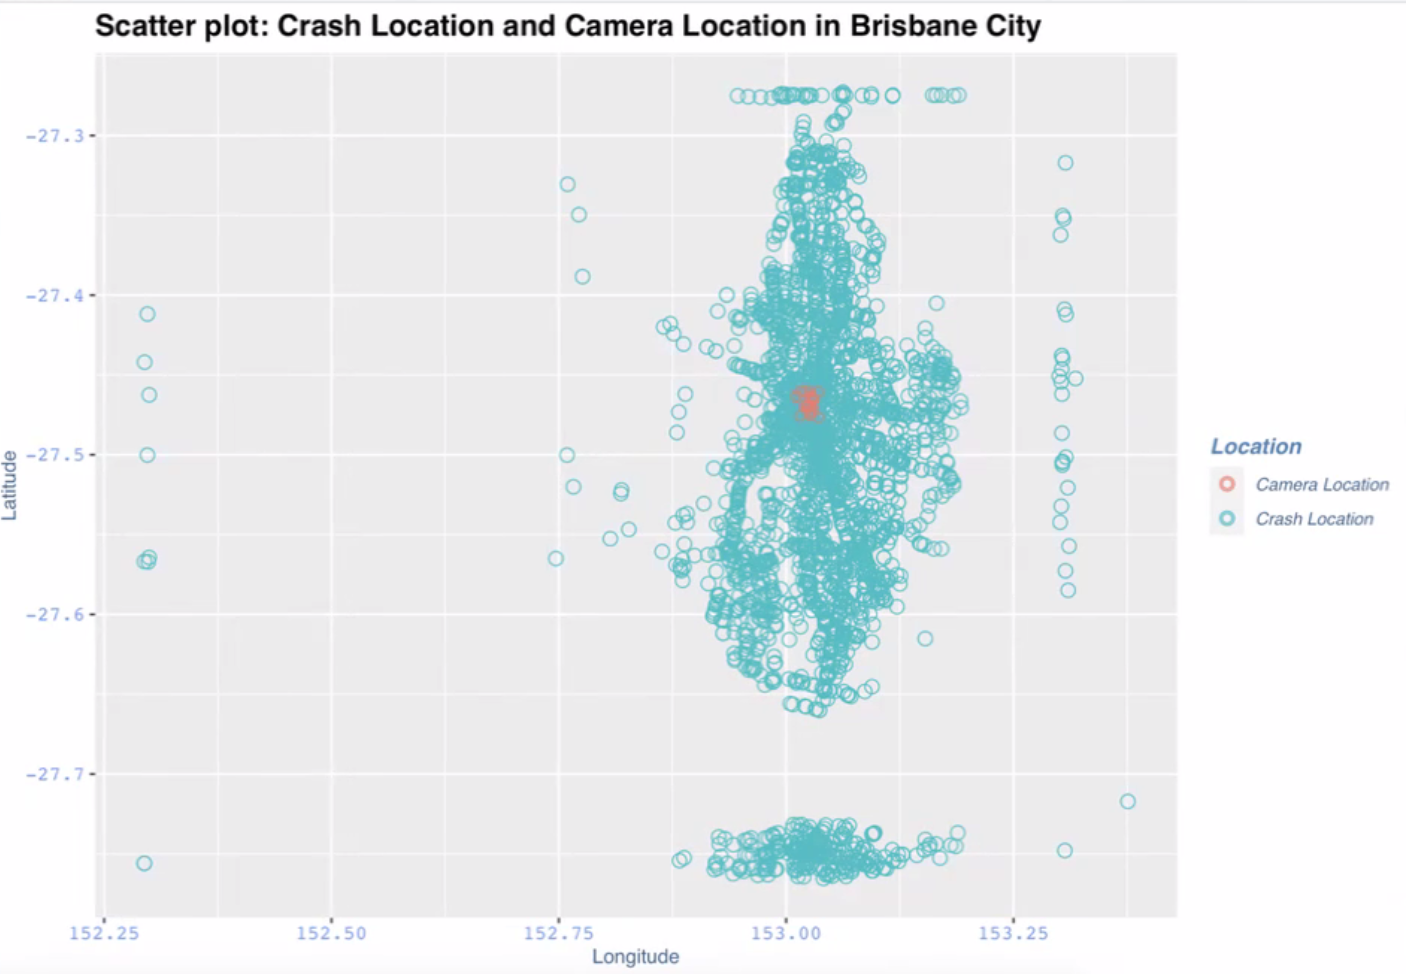 Scatter plot: Crash Location and Camera Location in Brisbane City
Latitude
-27.3
-27.4
-27.5
-27.6
-27.7
152.25 152.50 152.75 153.00 153.25
Longitude
Location
Camera Location
Crash Location